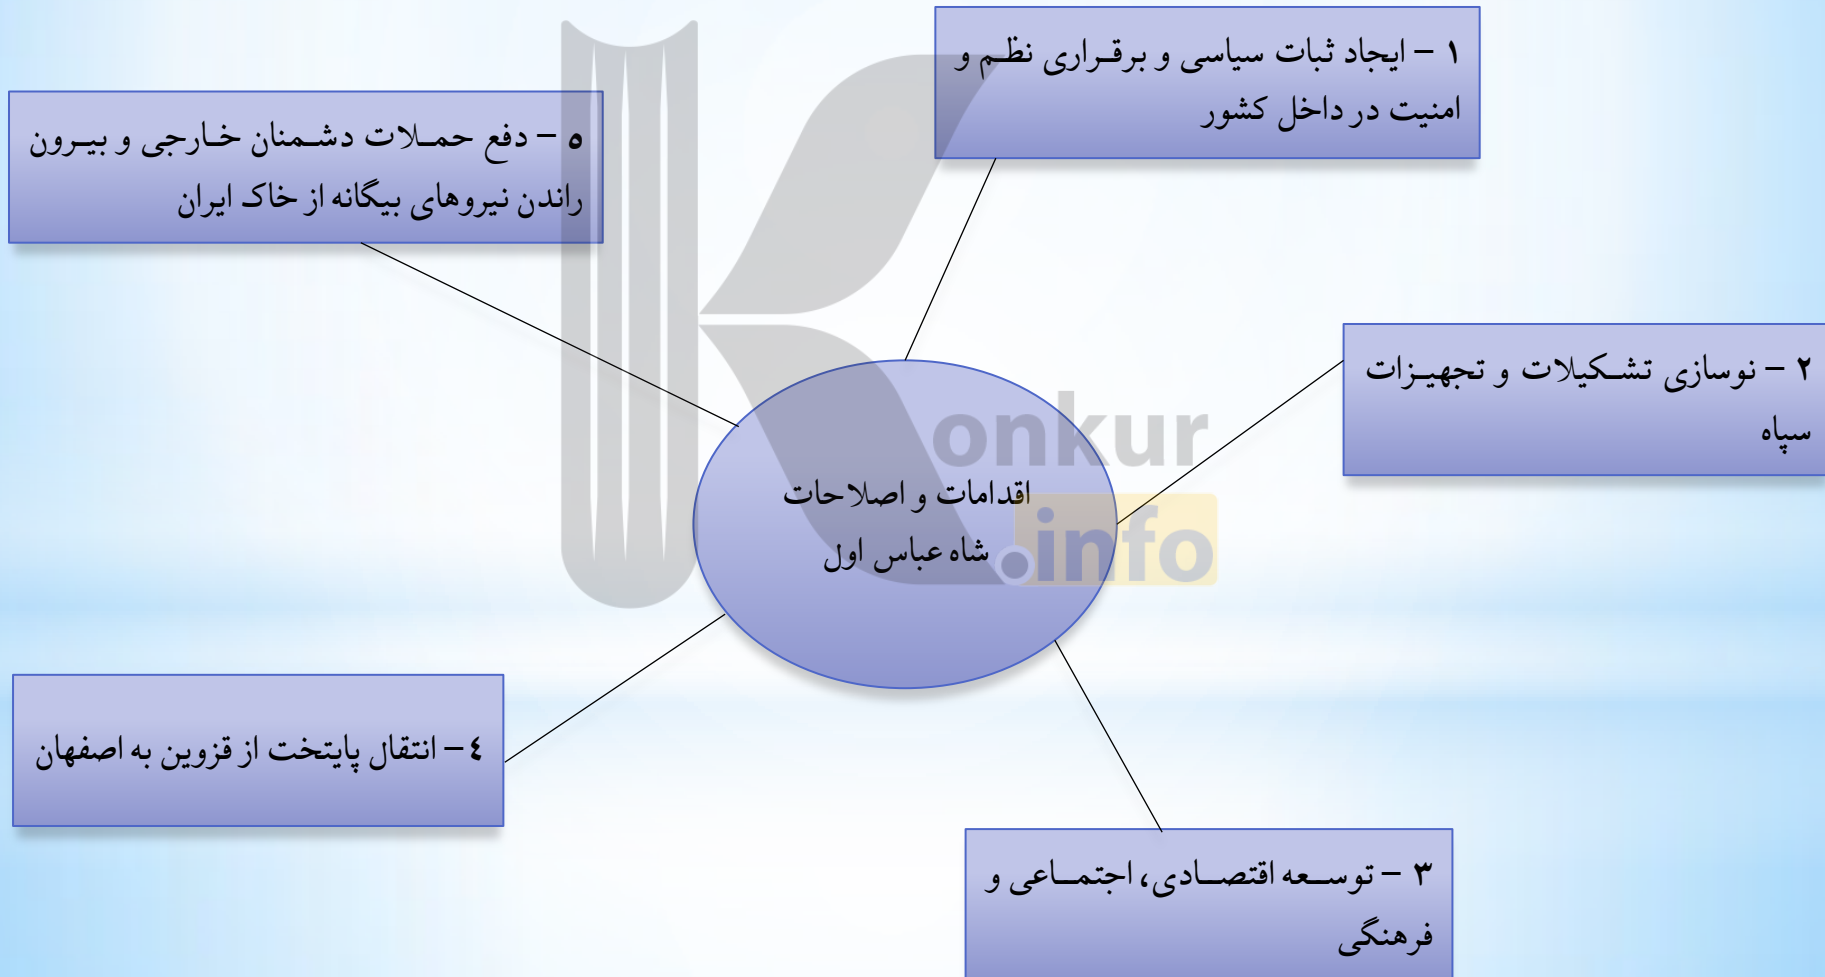 ۱ – ایجاد ثبات سیاسی و برقراری نظم و
امنیت در داخل کشور
۵ – دفع حملات دشمنان خارجی و بیرون
راندن نیروهای بیگانه از خاک ایران
۲ – نوسازی تشکیلات و تجهیزات
سپاه
اقدامات و اصلاحات
شاه عباس اول
۴– انتقال پایتخت از قزوین به اصفهان
۳ – توسعه اقتصادی، اجتماعی و
فرهنگی
Konkur
.info